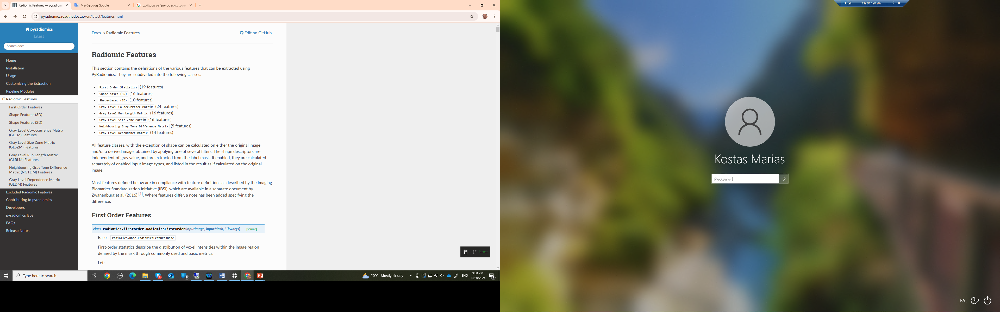 Radiomic Features — pyradiom
Μετάφραση Google
ανάλυση σχήματος εκκεντρικό
pyradiomics.readthedocs.io/en/latest/features.html
139.91.190.207
pyradiomics
latest
Search docs
Home
Installation
Usage
Customizing the Extraction
Pipeline Modules
Radiomic Features
First Order Features
Shape Features (3D)
Shape Features (2D)
Gray Level Co-occurrence Matrix
(GLCM) Features
Gray Level Size Zone Matrix
(GLSZM) Features
Gray Level Run Length Matrix
(GLRLM) Features
Neighbouring Gray Tone Difference
Matrix (NGTDM) Features
Gray Level Dependence Matrix
(GLDM) Features
Excluded Radiomic Features
Contributing to pyradiomics
Developers
pyradiomics labs
FAQs
Release Notes
Docs » Radiomic Features
Edit on GitHub
Radiomic Features
This section contains the definitions of the various features that can be extracted using
PyRadiomics. They are subdivided into the following classes:
• First Order Statistics (19 features)
• Shape-based (3D) (16 features)
• Shape-based (2D) (10 features)
• Gray Level Co-occurrence Matrix (24 features)
• Gray Level Run Length Matrix (16 features)
• Gray Level Size Zone Matrix (16 features)
• Neighbouring Gray Tone Difference Matrix (5 features)
• Gray Level Dependence Matrix (14 features)
All feature classes, with the exception of shape can be calculated on either the original image
and/or a derived image, obtained by applying one of several filters. The shape descriptors are
independent of gray value, and are extracted from the label mask. If enabled, they are calculated
separately of enabled input image types, and listed in the result as if calculated on the original
image.
Most features defined below are in compliance with feature definitions as described by the Imaging
Biomarker Standardization Initiative (IBSI), which are available in a separate document by
Zwanenburg et al. (2016) [1]. Where features differ, a note has been added specifying the
difference.
First Order Features
class radiomics.firstorder.RadiomicsFirstOrder(inputImage, inputMask, **kwargs) [source]
Bases: radiomics.base.RadiomicsFeaturesBase
First-order statistics describe the distribution of voxel intensities within the image region
defined by the mask through commonly used and basic metrics.
Let:
latest
Type here to search
20°C Mostly cloudy
ENG
9:08 PM
10/30/2024
Kostas Marias
Password
ΕΛ